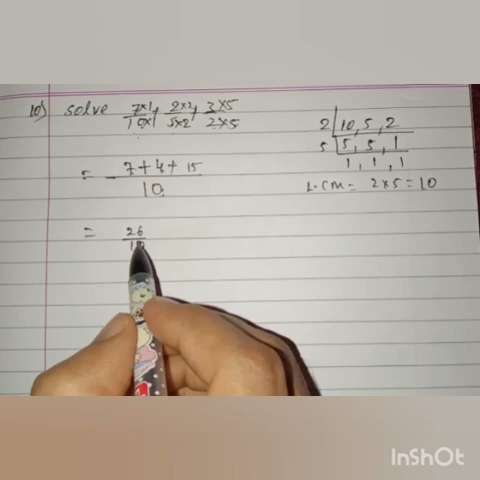 10) solve 7×1/10×1 + 2×2/5×2 + 3×5/2×5
= 7+4+15/10
= 26/10
2 | 10, 5, 2
5 | 5, 5, 1
1, 1, 1
L.CM = 2×5=10
InShOt